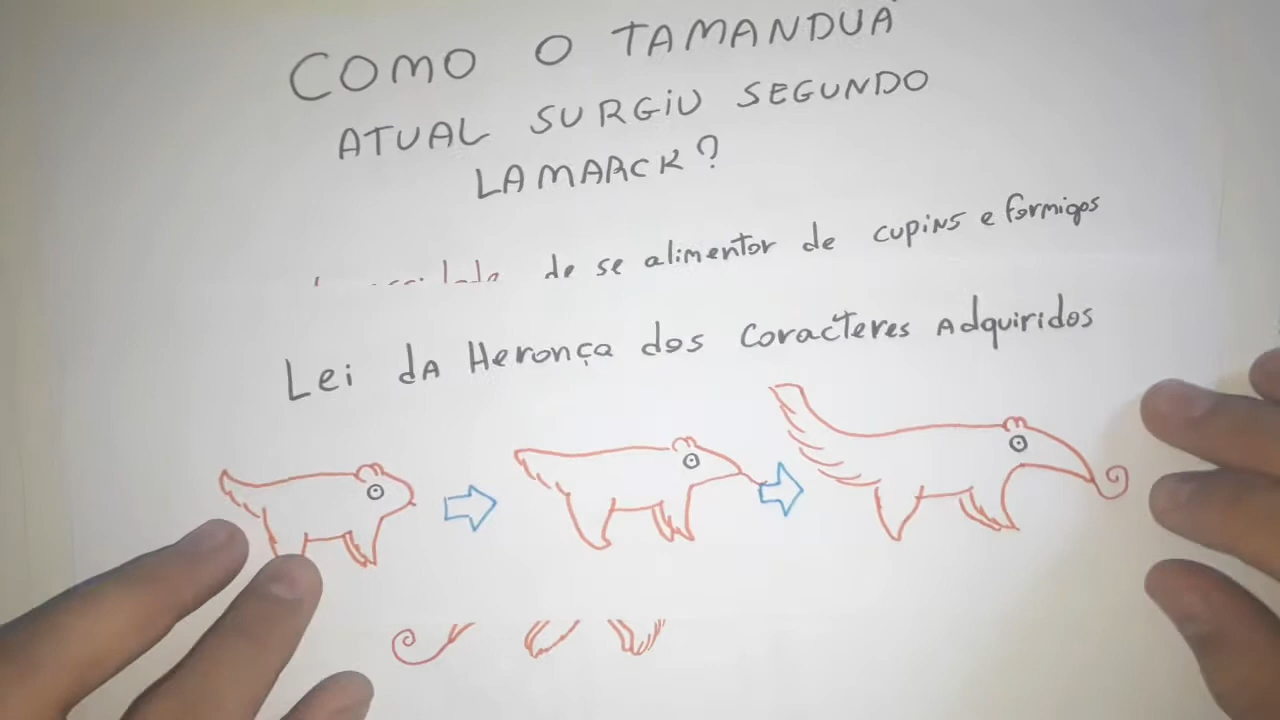 COMO O TAMANDUÁ
ATUAL SURGIU SEGUNDO
LAMARCK?
de se alimentar de cupins e formigas
Lei da Herança dos Caracteres Adquiridos